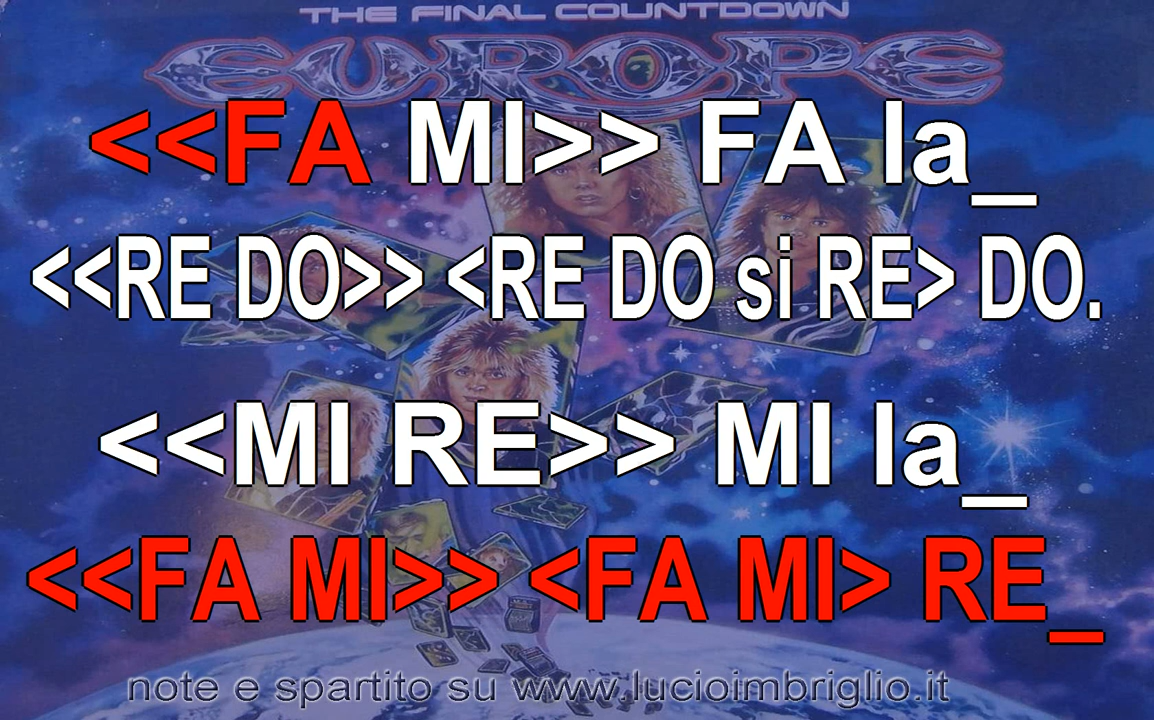 THE FINAL COUNTDOWN
EUROPE
<<FA MI>> FA la_
<<RE DO>> <RE DO si RE> DO.
<<MI RE>> MI la_
<<FA MI>> <FA MI> RE_
note e spartito su www.lucioimbriglio.it